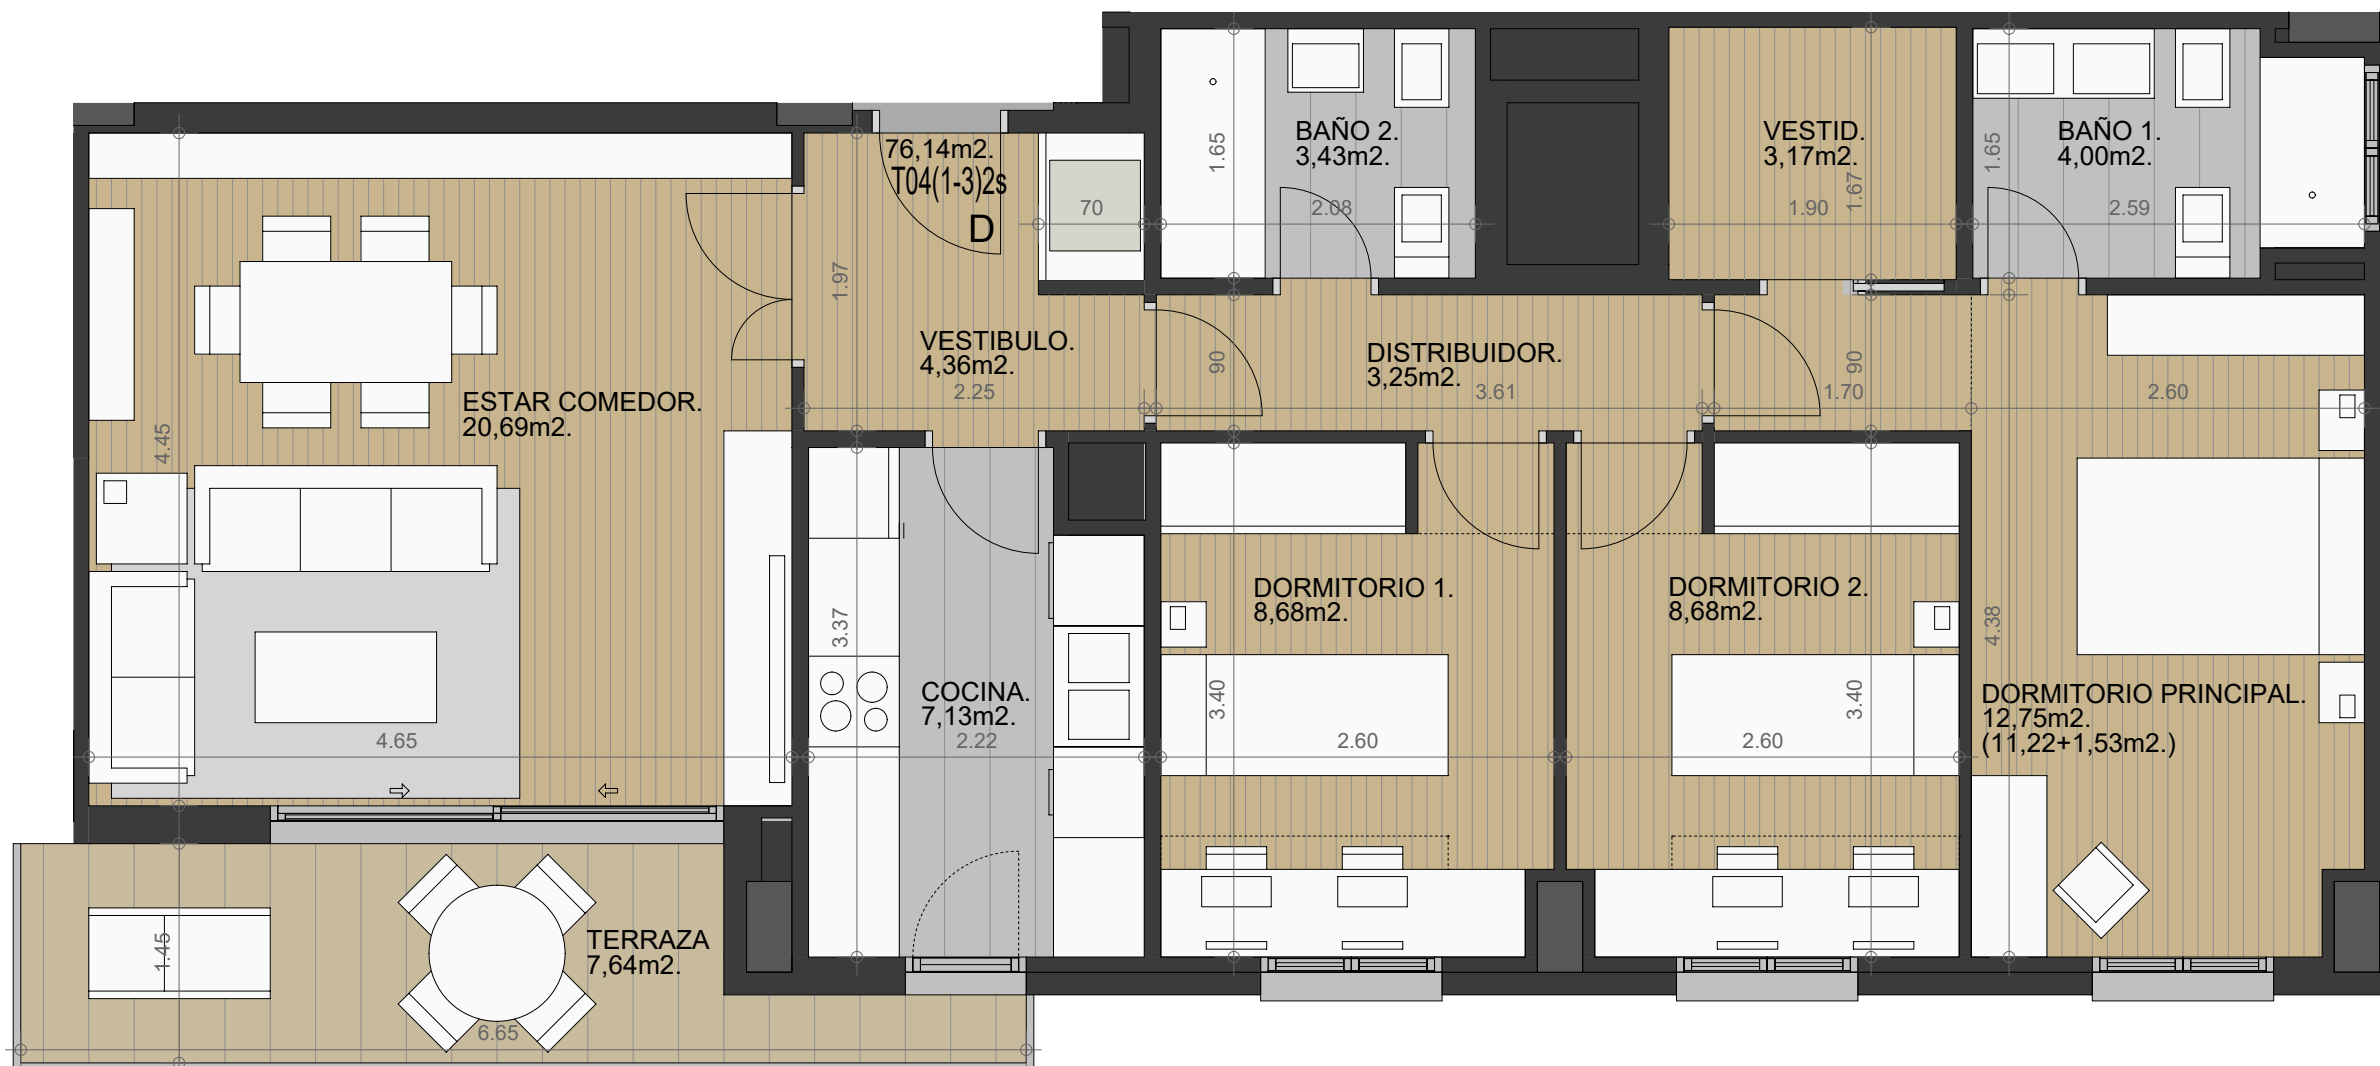 BAÑO 2.
3,43m2.
1.65
2.08
VESTID.
3,17m2.
1.67
1.90
BAÑO 1.
4,00m2.
1.65
2.59
76,14m2.
T04(1-3)2s
D
70
1.97
VESTIBULO.
4,36m2.
2.25
DISTRIBUIDOR.
3,25m2.
90
3.61
90
1.70
2.60
ESTAR COMEDOR.
20,69m2.
4.45
4.65
COCINA.
7,13m2.
3.37
2.22
DORMITORIO 1.
8,68m2.
3.40
2.60
DORMITORIO 2.
8,68m2.
3.40
2.60
DORMITORIO PRINCIPAL.
12,75m2.
(11,22+1,53m2.)
4.38
TERRAZA
7,64m2.
1.45
6.65